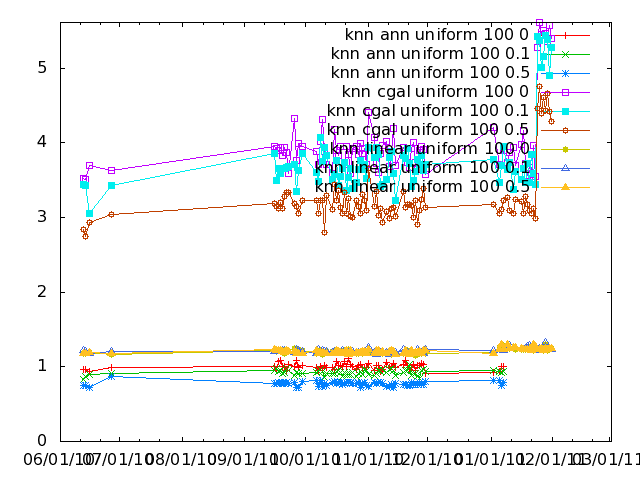 knn ann uniform 100 0
knn ann uniform 100 0.1
knn ann uniform 100 0.5
knn cgal uniform 100 0
knn cgal uniform 100 0.1
knn cgal uniform 100 0.5
knn linear uniform 100 0
knn linear uniform 100 0.1
knn linear uniform 100 0.5
5
4
3
2
1
0
06/01/10 07/01/10 08/01/10 09/01/10 10/01/10 11/01/10 12/01/10 01/01/11 02/01/11 03/01/11